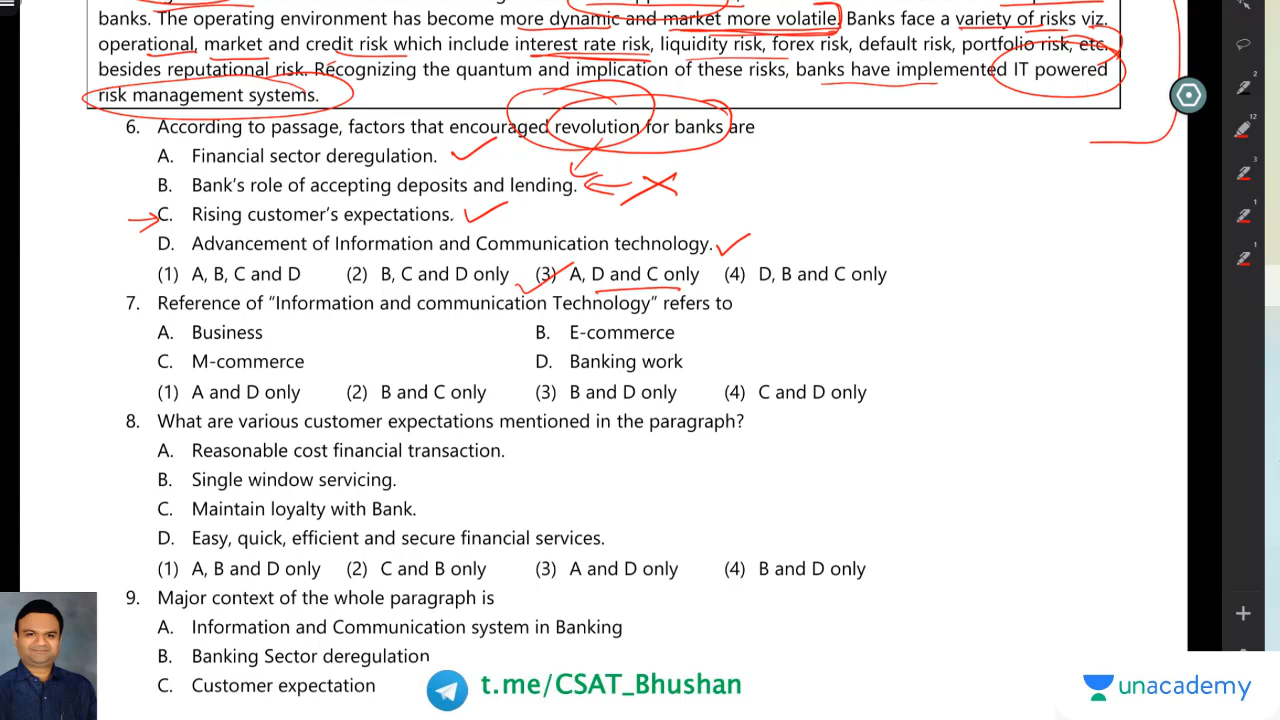 banks. The operating environment has become more dynamic and market more volatile. Banks face a variety of risks viz.
operational, market and credit risk which include interest rate risk, liquidity risk, forex risk, default risk, portfolio risk, etc.
besides reputational risk. Recognizing the quantum and implication of these risks, banks have implemented IT powered
risk management systems.
6. According to passage, factors that encouraged revolution for banks are
A. Financial sector deregulation.
B. Bank's role of accepting deposits and lending.
C. Rising customer's expectations.
D. Advancement of Information and Communication technology.
(1) A, B, C and D (2) B, C and D only (3) A, D and C only (4) D, B and C only
7. Reference of “Information and communication Technology” refers to
A. Business B. E-commerce
C. M-commerce D. Banking work
(1) A and D only (2) B and C only (3) B and D only (4) C and D only
8. What are various customer expectations mentioned in the paragraph?
A. Reasonable cost financial transaction.
B. Single window servicing.
C. Maintain loyalty with Bank.
D. Easy, quick, efficient and secure financial services.
(1) A, B and D only (2) C and B only (3) A and D only (4) B and D only
9. Major context of the whole paragraph is
A. Information and Communication system in Banking
B. Banking Sector deregulation
C. Customer expectation
t.me/CSAT_Bhushan
unacademy
2
12
3
1
1